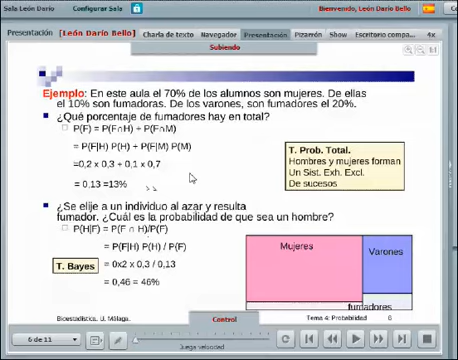 Sala León Darío
Configurar Sala
Bienvenido, León Darío Bello
Presentación
[León Darío Bello]
Charla de texto
Navegador
Presentación
Pizarrón
Show
Escritorio compa...
4x
Subiendo
Ejemplo: En este aula el 70% de los alumnos son mujeres. De ellas
el 10% son fumadoras. De los varones, son fumadores el 20%.
¿Qué porcentaje de fumadores hay en total?
P(F) = P(F∩H) + P(F∩M)
= P(F|H) P(H) + P(F|M) P(M)
=0,2 x 0,3 + 0,1 x 0,7
= 0,13 =13%
T. Prob. Total.
Hombres y mujeres forman
Un Sist. Exh. Excl.
De sucesos
¿Se elije a un individuo al azar y resulta
fumador. ¿Cuál es la probabilidad de que sea un hombre?
P(H|F) = P(F ∩ H)/P(F)
= P(F|H) P(H) / P(F)
T. Bayes
= 0x2 x 0,3 / 0,13
= 0,46 = 46%
Mujeres
Varones
fumadores
Bioestadística. U. Málaga.
Tema 4: Probabilidad
6
Control
6 de 11
Juega velocidad